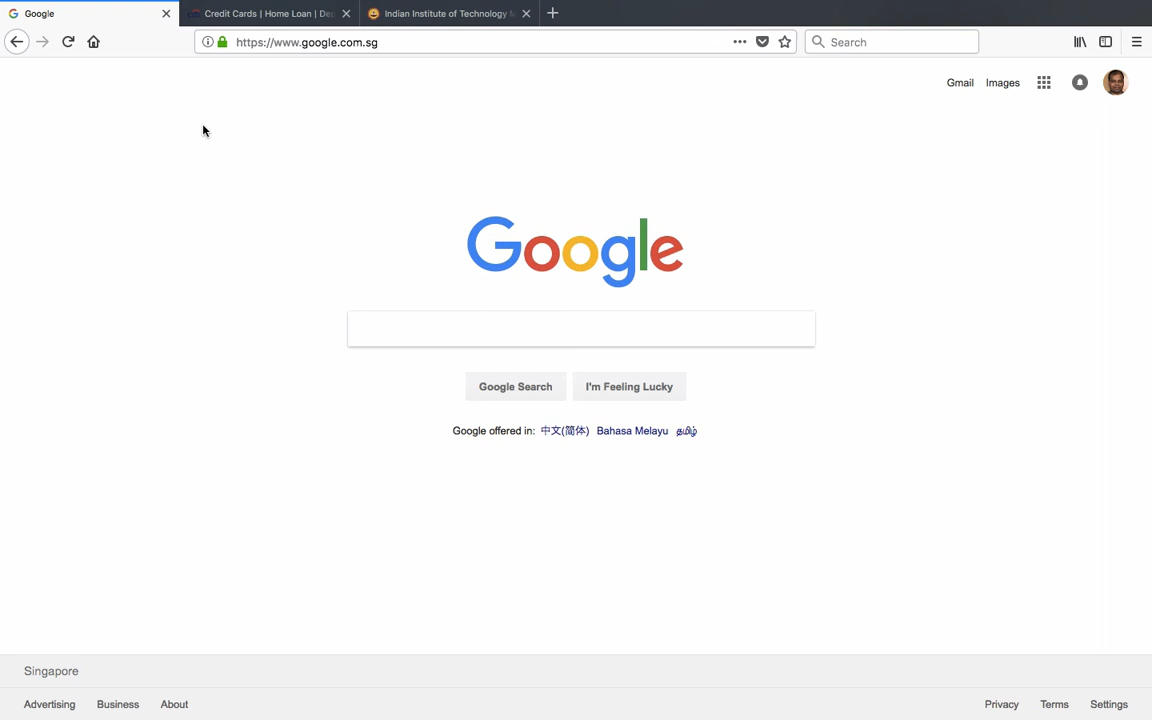 Google
Credit Cards | Home Loan | De
Indian Institute of Technology
https://www.google.com.sg
Search
Gmail Images
Google
Google Search I'm Feeling Lucky
Google offered in: 中文(简体) Bahasa Melayu தமிழ்
Singapore
Advertising Business About
Privacy Terms Settings